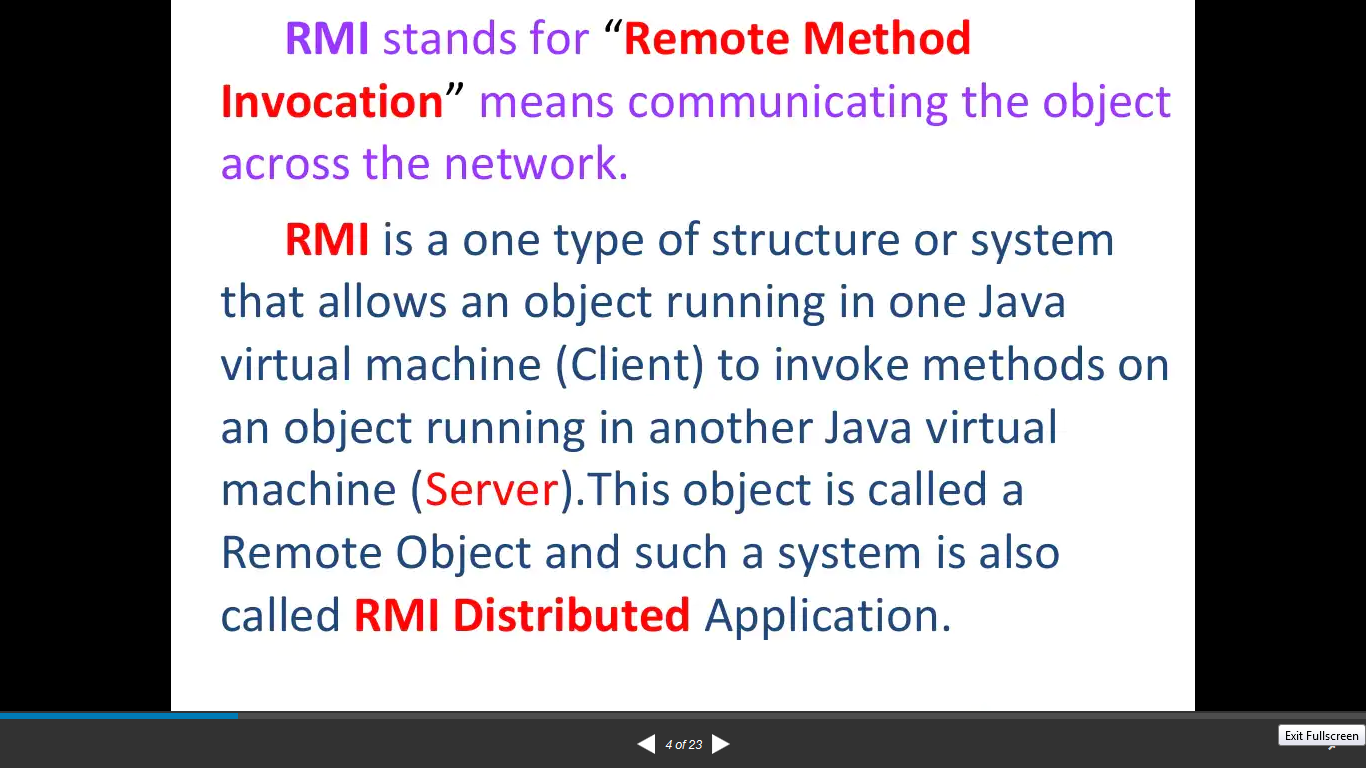 RMI stands for “Remote Method
Invocation” means communicating the object
across the network.
RMI is a one type of structure or system
that allows an object running in one Java
virtual machine (Client) to invoke methods on
an object running in another Java virtual
machine (Server).This object is called a
Remote Object and such a system is also
called RMI Distributed Application.
4 of 23
Exit Fullscreen